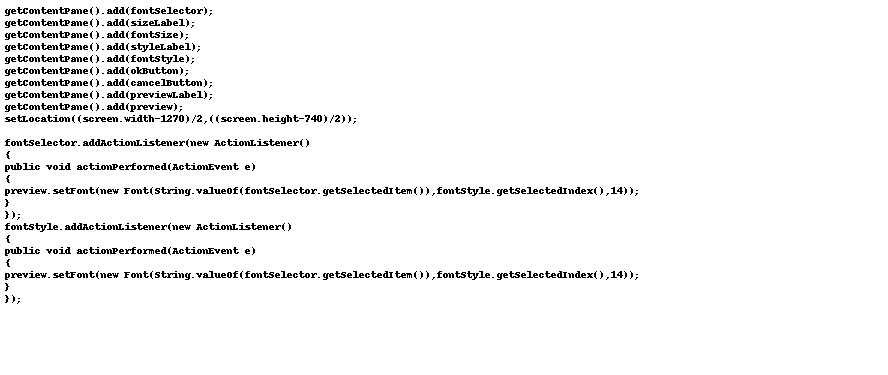 getContentPane().add(fontSelector);
getContentPane().add(sizeLabel);
getContentPane().add(fontSize);
getContentPane().add(styleLabel);
getContentPane().add(fontStyle);
getContentPane().add(okButton);
getContentPane().add(cancelButton);
getContentPane().add(previewLabel);
getContentPane().add(preview);
setLocation((screen.width-1270)/2,((screen.height-740)/2));

fontSelector.addActionListener(new ActionListener()
{
public void actionPerformed(ActionEvent e)
{
preview.setFont(new Font(String.valueOf(fontSelector.getSelectedItem()),fontStyle.getSelectedIndex(),14));
}
});
fontStyle.addActionListener(new ActionListener()
{
public void actionPerformed(ActionEvent e)
{
preview.setFont(new Font(String.valueOf(fontSelector.getSelectedItem()),fontStyle.getSelectedIndex(),14));
}
});